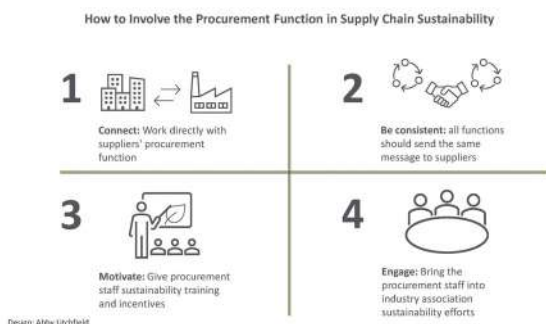 How to Involve the Procurement Function in Supply Chain Sustainability
1
Connect: Work directly with
suppliers' procurement
function
2
Be consistent: all functions
should send the same
message to suppliers
3
Motivate: Give procurement
staff sustainability training
and incentives
4
Engage: Bring the
procurement staff into
industry association
sustainability efforts
Abby Litchfield